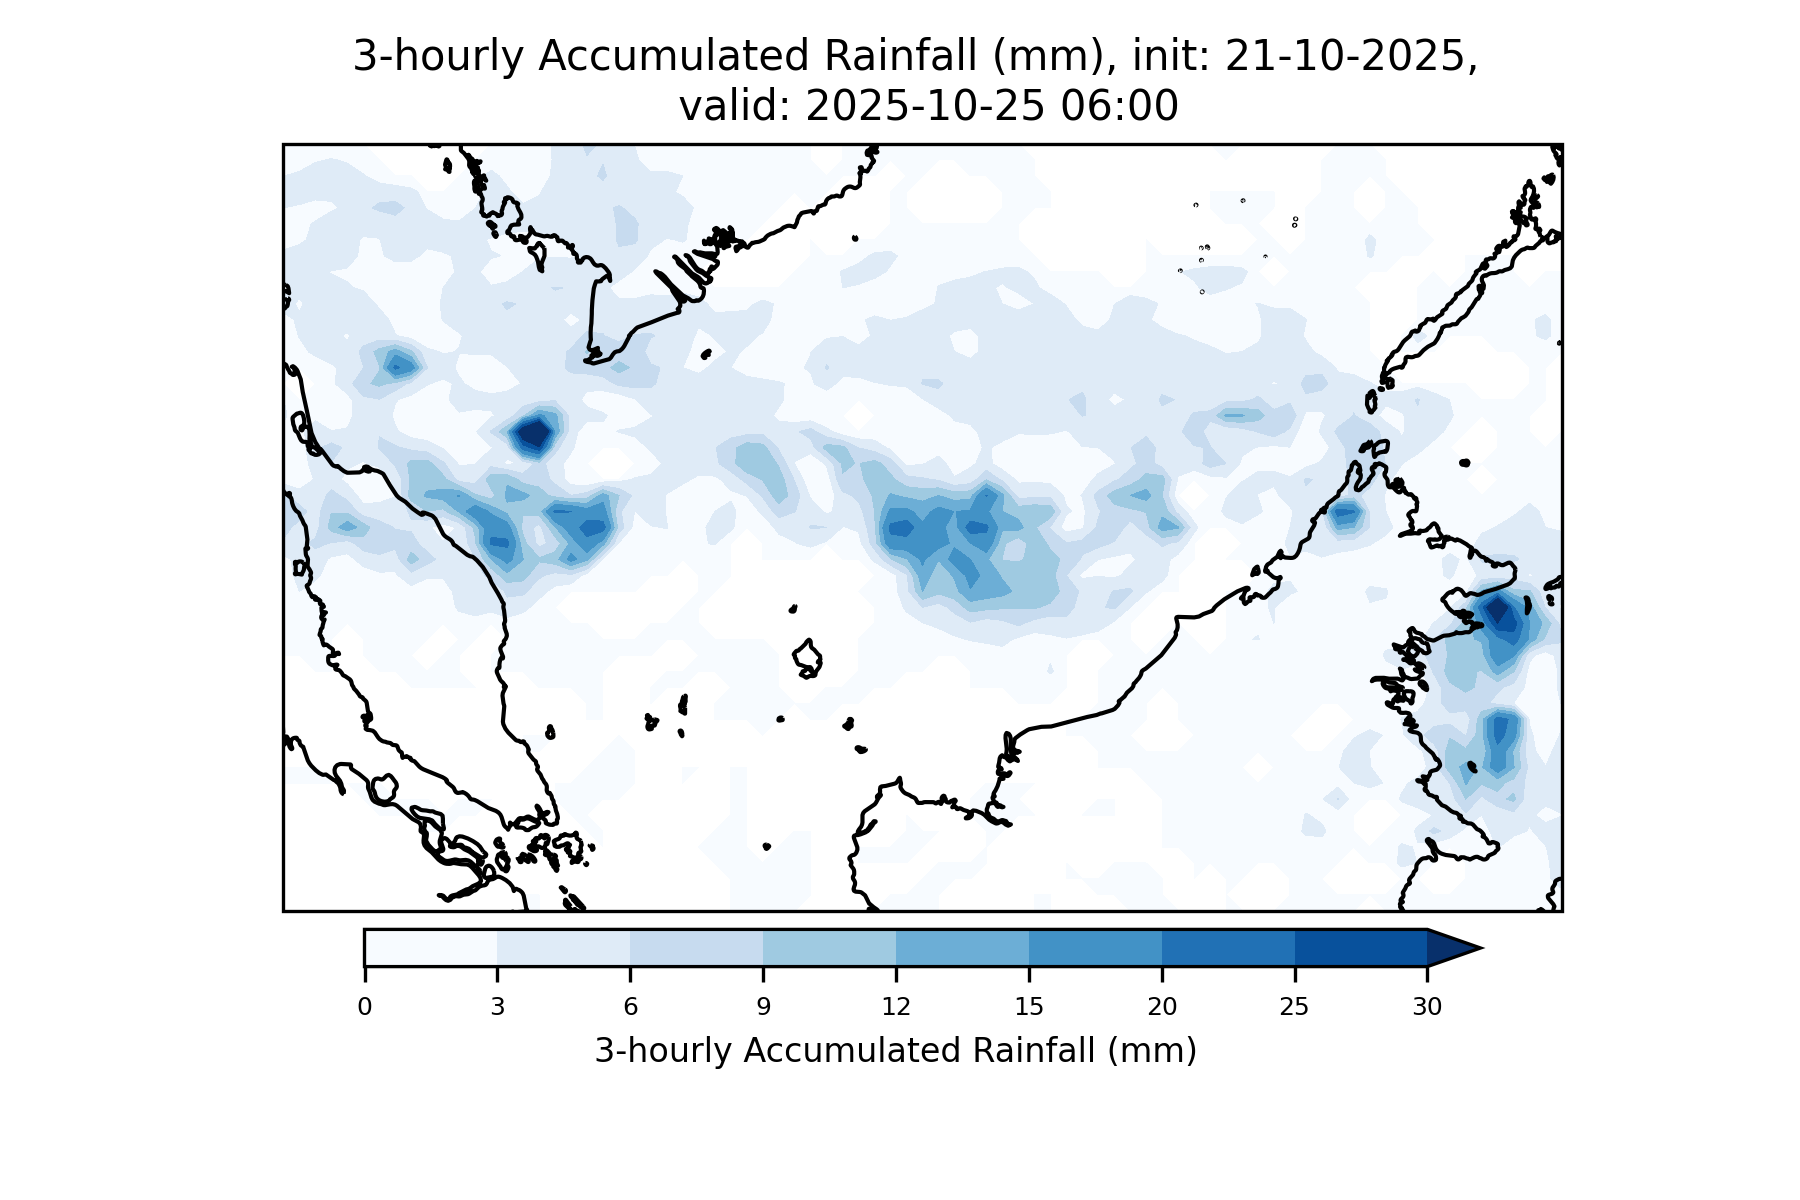 3-hourly Accumulated Rainfall (mm), init: 21-10-2025,
valid: 2025-10-25 06:00
0 3 6 9 12 15 20 25 30
3-hourly Accumulated Rainfall (mm)